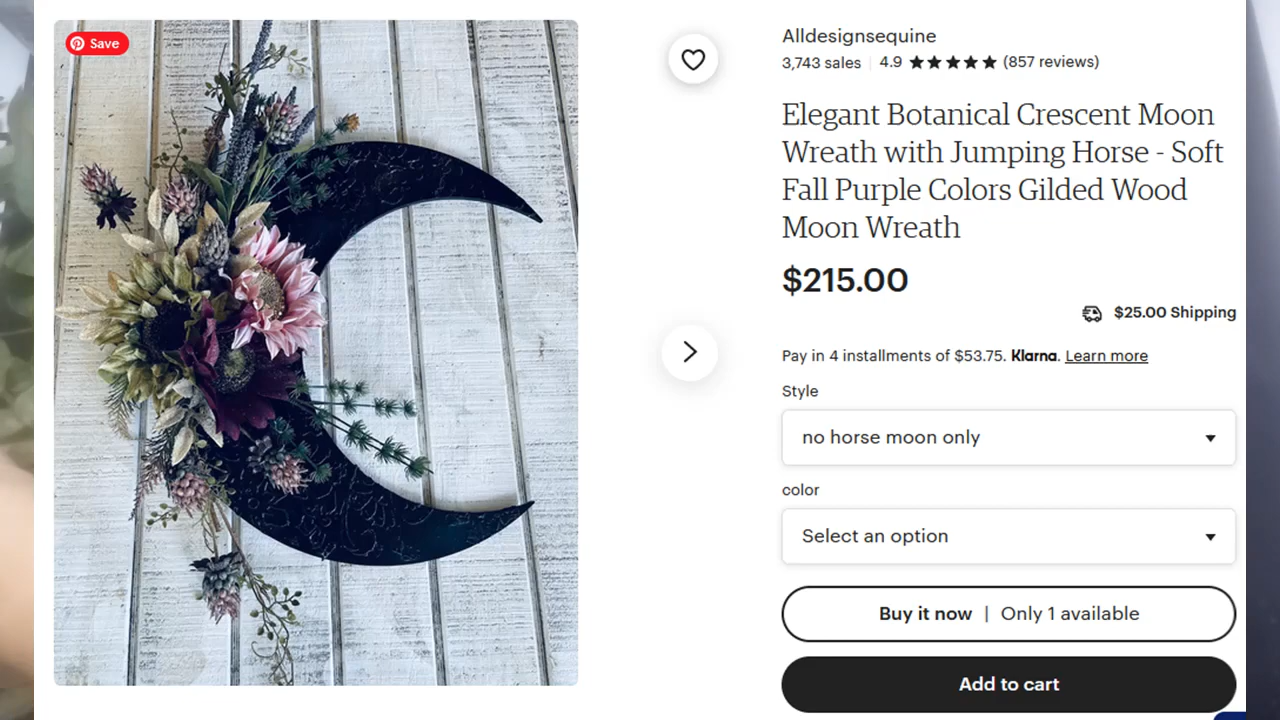 Save
Alldesignsequine
3,743 sales | 4.9 ★★★★★ (857 reviews)
Elegant Botanical Crescent Moon
Wreath with Jumping Horse - Soft
Fall Purple Colors Gilded Wood
Moon Wreath
$215.00
$25.00 Shipping
Pay in 4 installments of $53.75. Klarna. Learn more
Style
no horse moon only
color
Select an option
Buy it now | Only 1 available
Add to cart